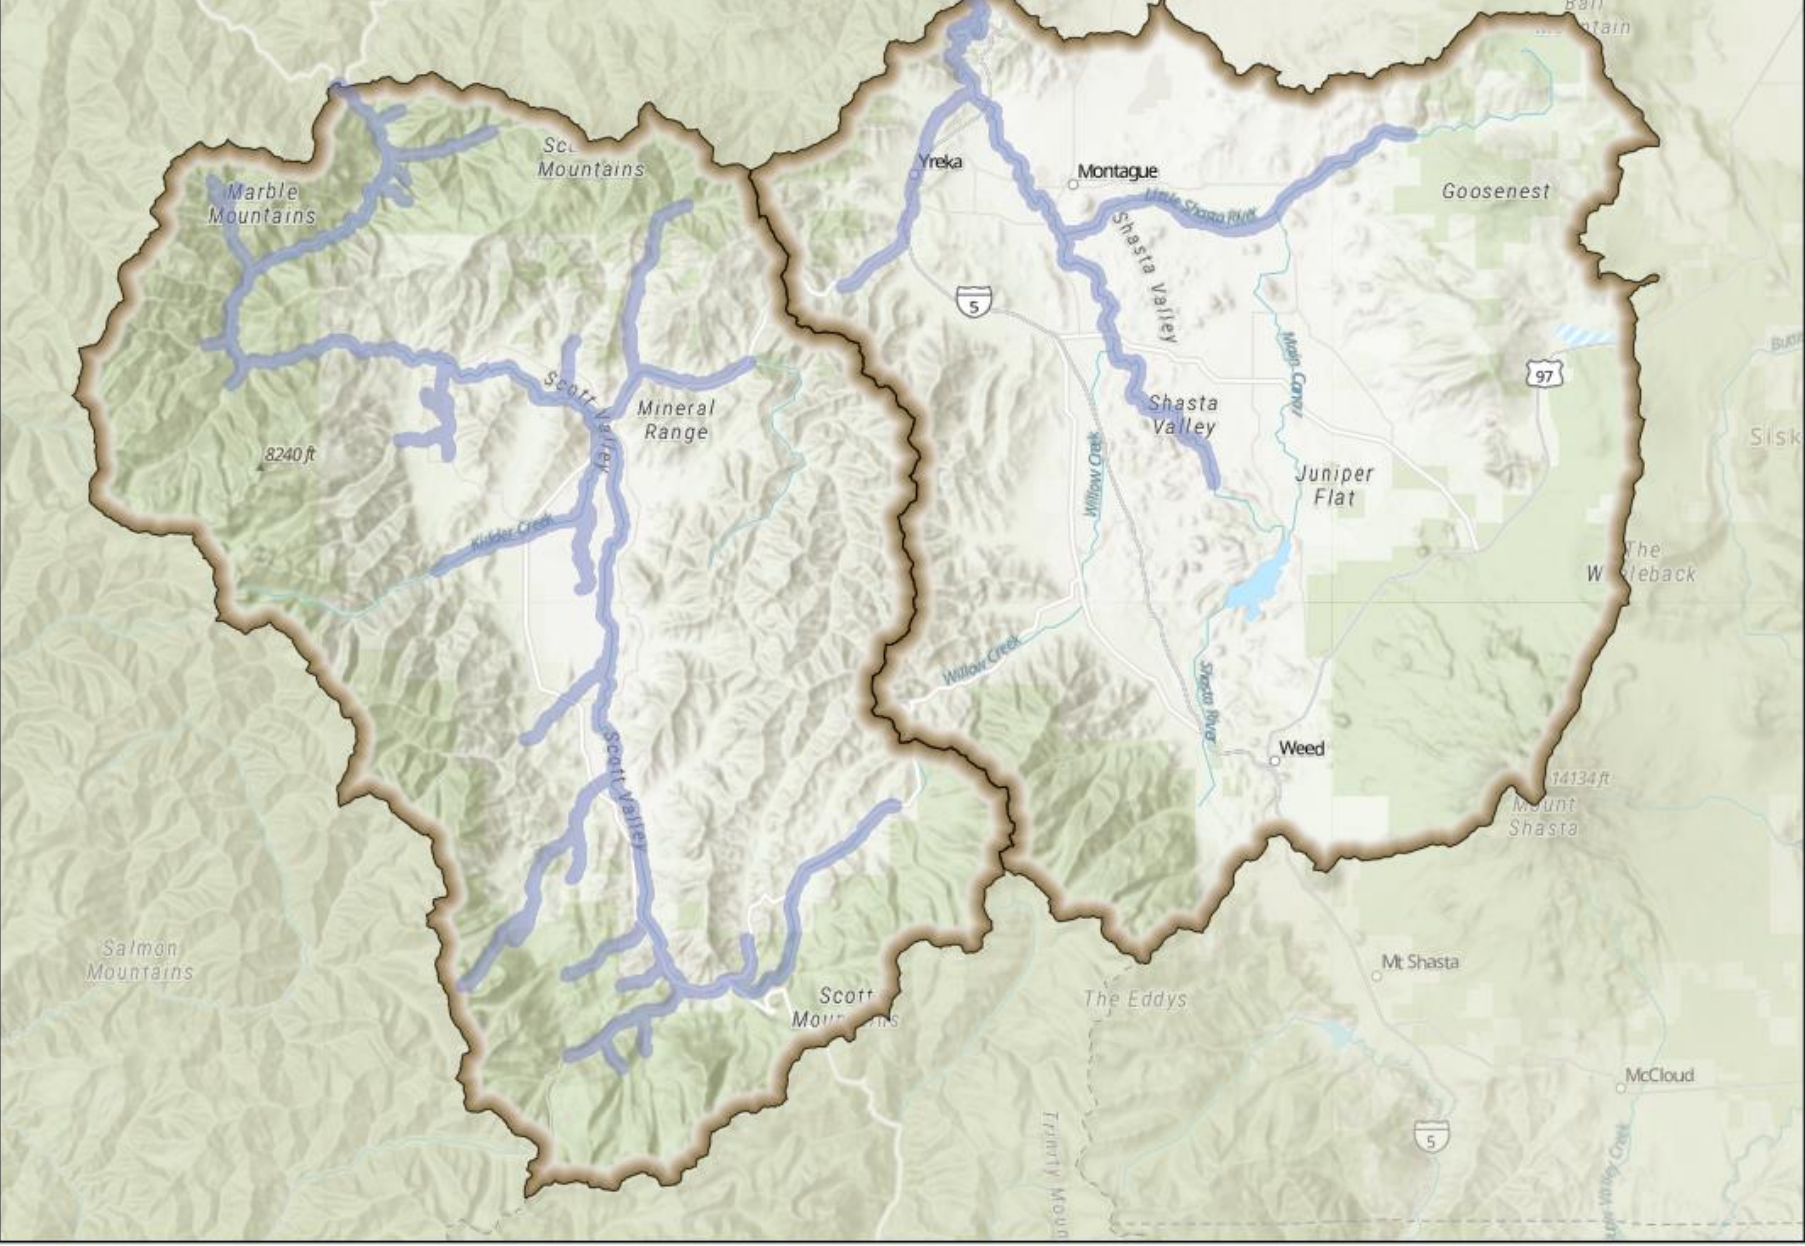 Yreka
Montague
Mountains
Marble
Mountains
Little Shasta River
Goosenest
Shasta Valley
5
Main Canal
97
Scott Valley
Mineral
Range
Shasta
Valley
8240 ft
Willow Creek
Juniper
Flat
Kidder Creek
The
Willow Creek
Shasta River
Scott Valley
Weed
14134 ft
Mount
Shasta
Salmon
Mountains
Mt Shasta
Scott
The Eddys
McCloud
5